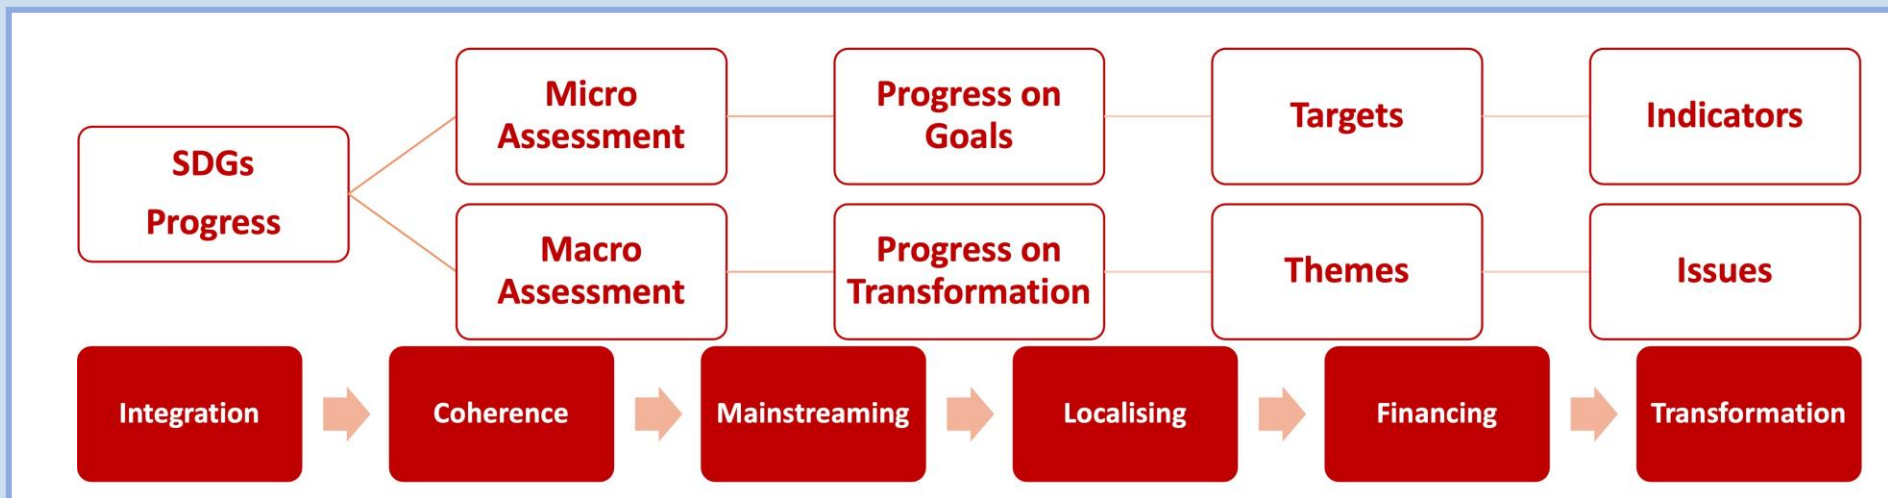 SDGs
Progress
Micro
Assessment
Progress on
Goals
Targets
Indicators
Macro
Assessment
Progress on
Transformation
Themes
Issues
Integration
Coherence
Mainstreaming
Localising
Financing
Transformation